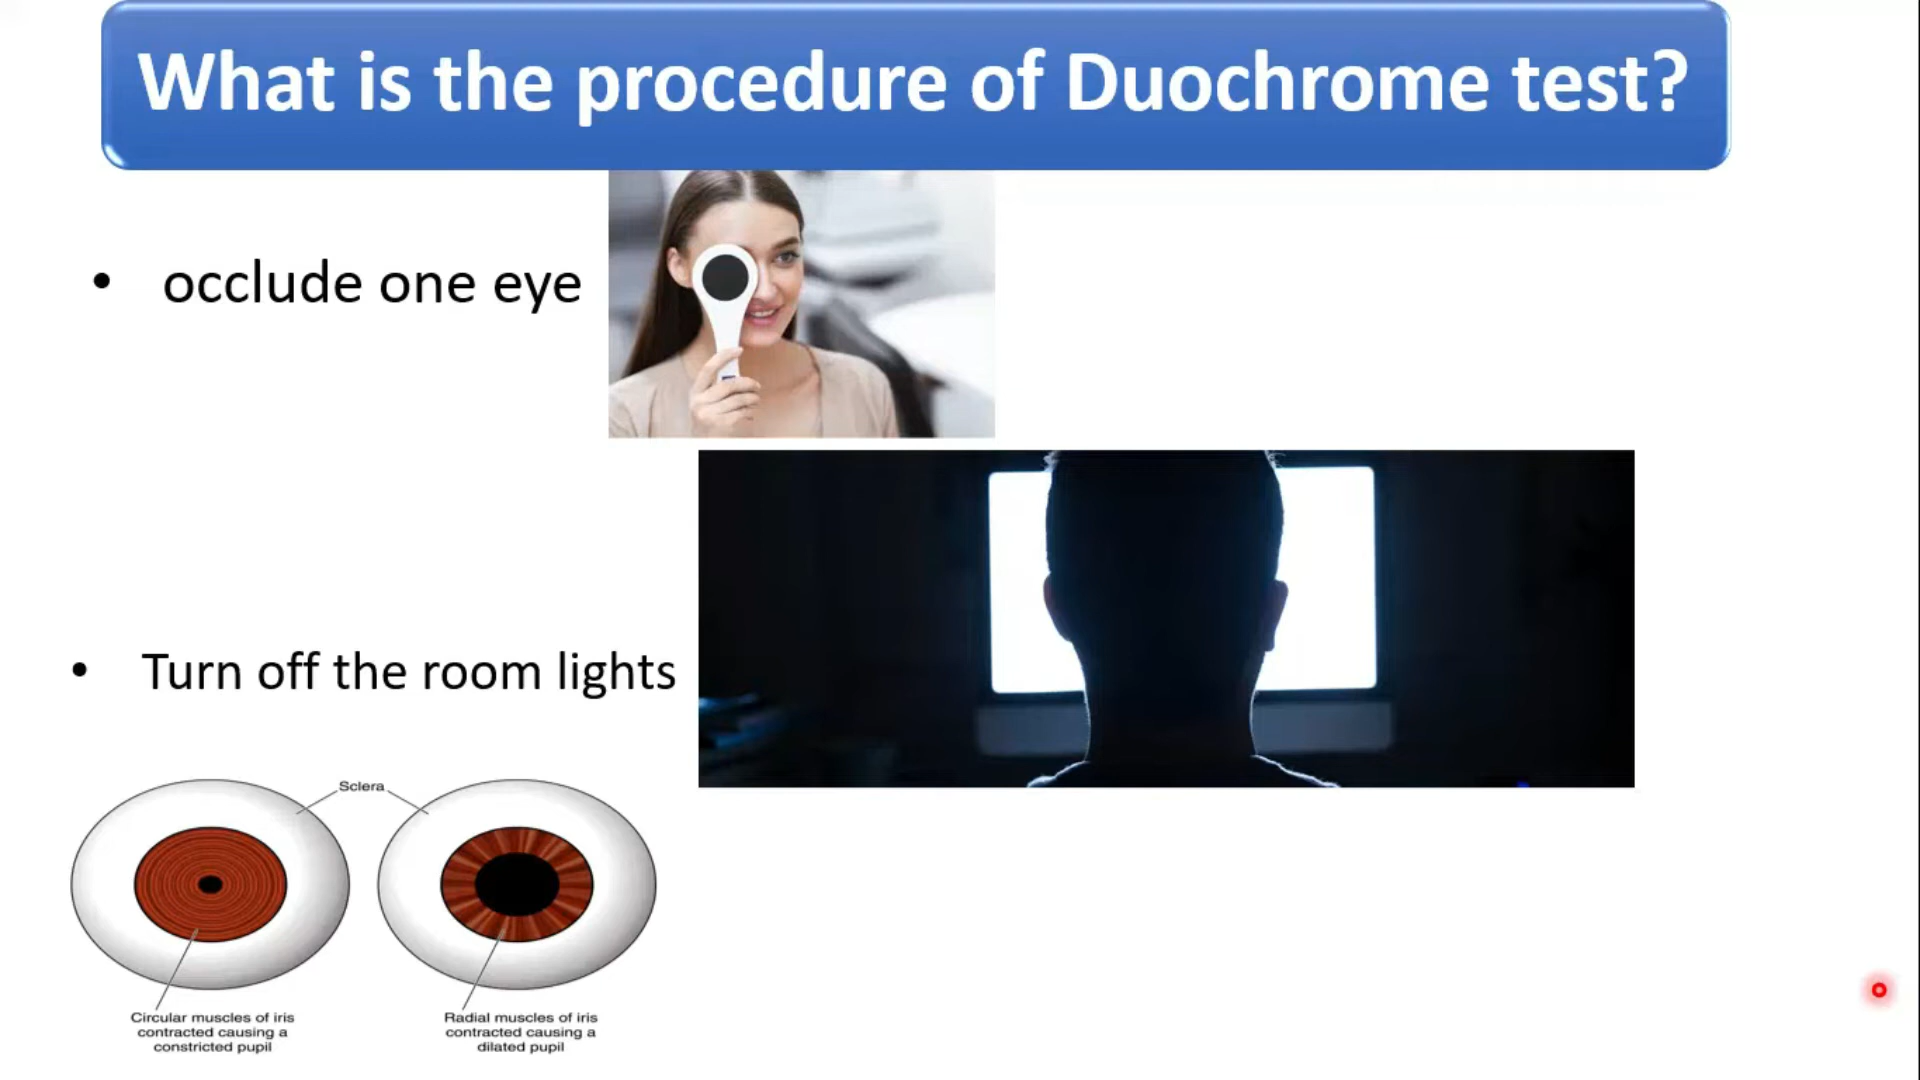 What is the procedure of Duochrome test?
• occlude one eye
• Turn off the room lights
Sclera
Circular muscles of iris
contracted causing a
constricted pupil
Radial muscles of iris
contracted causing a
dilated pupil